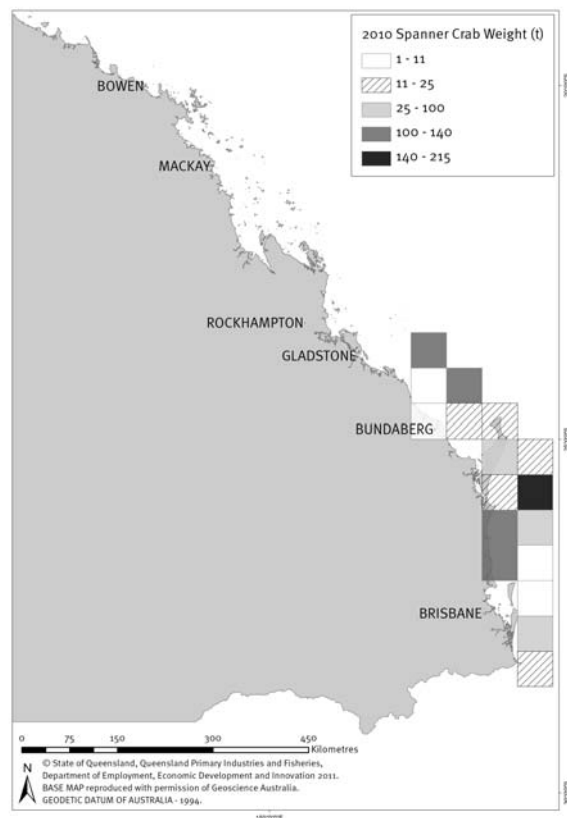 2010 Spanner Crab Weight (t)
1 - 11
11 - 25
25 - 100
100 - 140
140 - 215
BOWEN
MACKAY
ROCKHAMPTON
GLADSTONE
BUNDABERG
BRISBANE
0 75 150 300 450
Kilometres
N
© State of Queensland, Queensland Primary Industries and Fisheries,
Department of Employment, Economic Development and Innovation 2011.
BASE MAP reproduced with permission of Geoscience Australia.
GEODETIC DATUM OF AUSTRALIA - 1994.